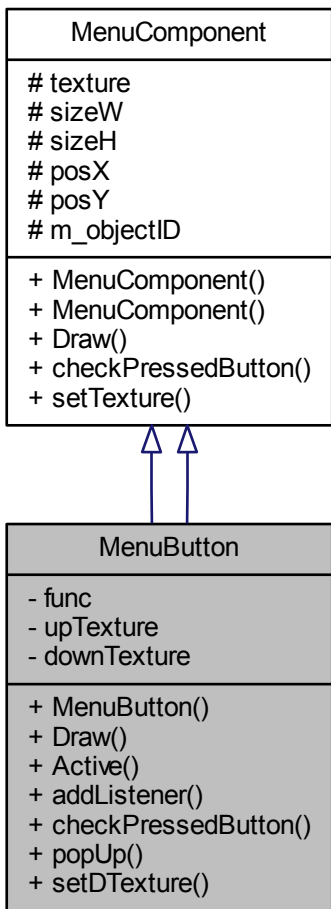 MenuComponent
# texture
# sizeW
# sizeH
# posX
# posY
# m_objectID
+ MenuComponent()
+ MenuComponent()
+ Draw()
+ checkPressedButton()
+ setTexture()
MenuButton
- func
- upTexture
- downTexture
+ MenuButton()
+ Draw()
+ Active()
+ addListener()
+ checkPressedButton()
+ popUp()
+ setDTexture()